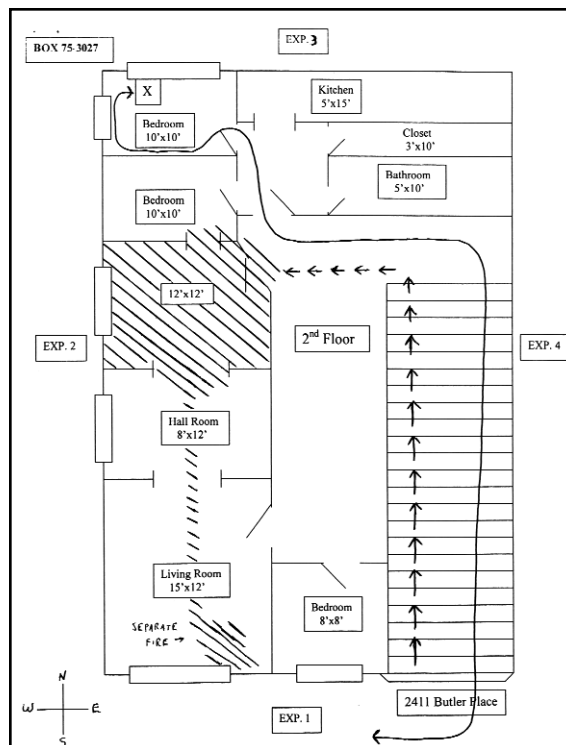 BOX 75-3027
EXP. 3
X
Kitchen
5'x15'
Bedroom
10'x10'
Closet
3'x10'
Bathroom
5'x10'
Bedroom
10'x10'
12'x12'
2nd Floor
EXP. 2
EXP. 4
Hall Room
8'x12'
Living Room
15'x12'
SEPARATE
FIRE →
Bedroom
8'x8'
2411 Butler Place
EXP. 1
N
W E
S